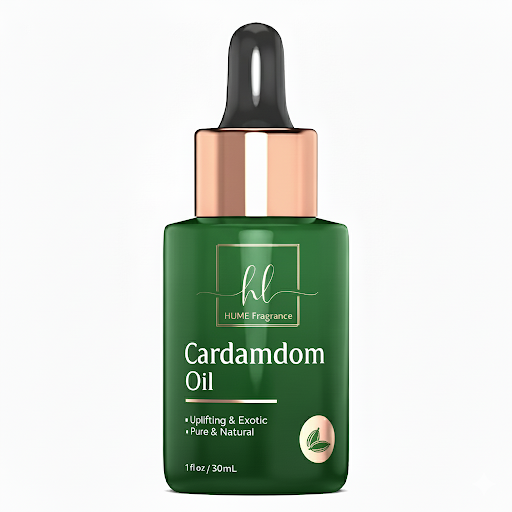 hl
HUME Fragrance
Cardamdom
Oil
▪ Uplifting & Exotic
▪ Pure & Natural
1 fl oz / 30mL